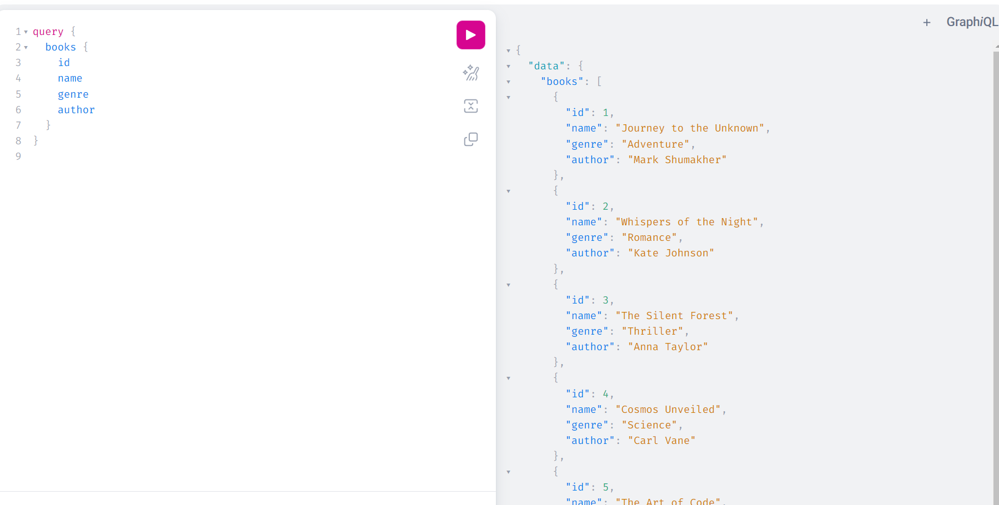 1 query {
2   books {
3     id
4     name
5     genre
6     author
7   }
8 }
9
+ GraphiQL
{
  "data": {
    "books": [
      {
        "id": 1,
        "name": "Journey to the Unknown",
        "genre": "Adventure",
        "author": "Mark Shumakher"
      },
      {
        "id": 2,
        "name": "Whispers of the Night",
        "genre": "Romance",
        "author": "Kate Johnson"
      },
      {
        "id": 3,
        "name": "The Silent Forest",
        "genre": "Thriller",
        "author": "Anna Taylor"
      },
      {
        "id": 4,
        "name": "Cosmos Unveiled",
        "genre": "Science",
        "author": "Carl Vane"
      },
      {
        "id": 5,
        "name": "The Art of Code",